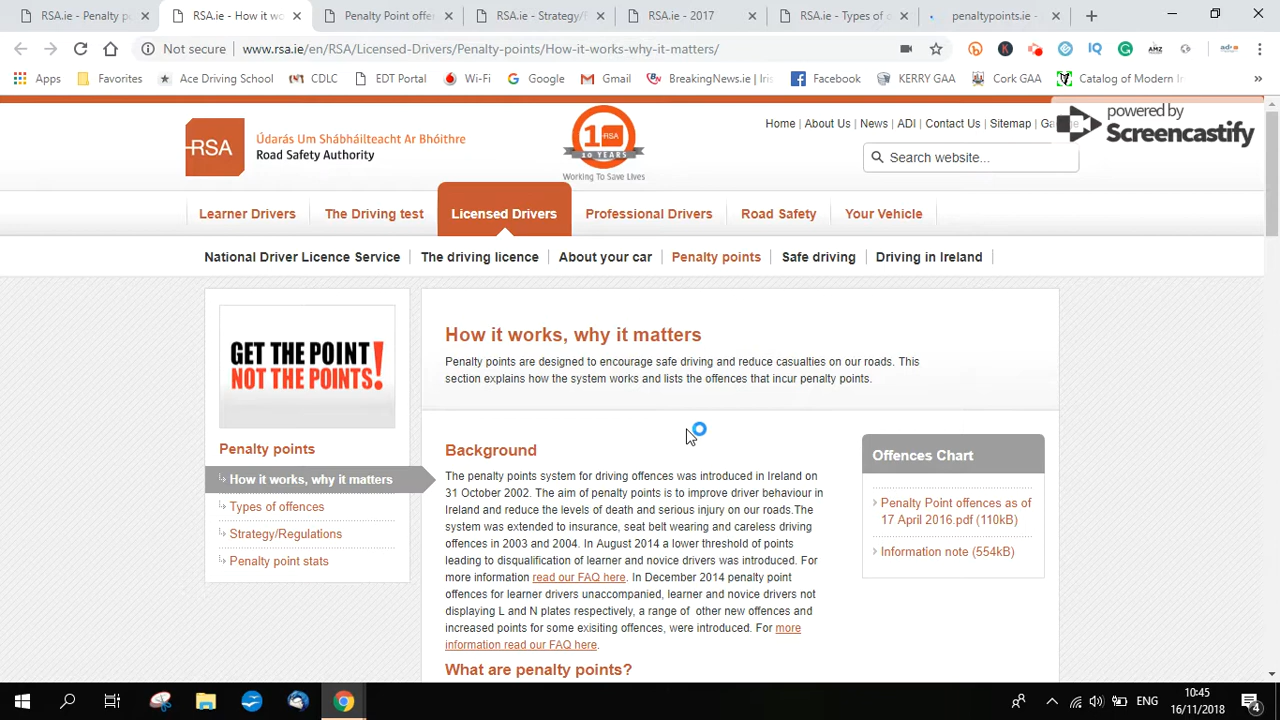 RSA.ie - Penalty po
RSA.ie - How it wo
Penalty Point offe
RSA.ie - Strategy/
RSA.ie - 2017
RSA.ie - Types of o
penaltypoints.ie -
Not secure
www.rsa.ie/en/RSA/Licensed-Drivers/Penalty-points/How-it-works-why-it-matters/
Apps
Favorites
Ace Driving School
CDLC
EDT Portal
Wi-Fi
Google
Gmail
BreakingNews.ie | Iris
Facebook
KERRY GAA
Cork GAA
Catalog of Modern In
powered by
Screencastify
RSA
Údarás Um Shábháilteacht Ar Bhóithre
Road Safety Authority
10 YEARS
Working To Save Lives
Home
About Us
News
ADI
Contact Us
Sitemap
Search website...
Learner Drivers
The Driving test
Licensed Drivers
Professional Drivers
Road Safety
Your Vehicle
National Driver Licence Service
The driving licence
About your car
Penalty points
Safe driving
Driving in Ireland
GET THE POINT
NOT THE POINTS!
Penalty points
How it works, why it matters
Types of offences
Strategy/Regulations
Penalty point stats
How it works, why it matters
Penalty points are designed to encourage safe driving and reduce casualties on our roads. This
section explains how the system works and lists the offences that incur penalty points.
Background
The penalty points system for driving offences was introduced in Ireland on
31 October 2002. The aim of penalty points is to improve driver behaviour in
Ireland and reduce the levels of death and serious injury on our roads.The
system was extended to insurance, seat belt wearing and careless driving
offences in 2003 and 2004. In August 2014 a lower threshold of points
leading to disqualification of learner and novice drivers was introduced. For
more information read our FAQ here. In December 2014 penalty point
offences for learner drivers unaccompanied, learner and novice drivers not
displaying L and N plates respectively, a range of other new offences and
increased points for some exisiting offences, were introduced. For more
information read our FAQ here.
What are penalty points?
Offences Chart
Penalty Point offences as of
17 April 2016.pdf (110kB)
Information note (554kB)
ENG
10:45
16/11/2018
4